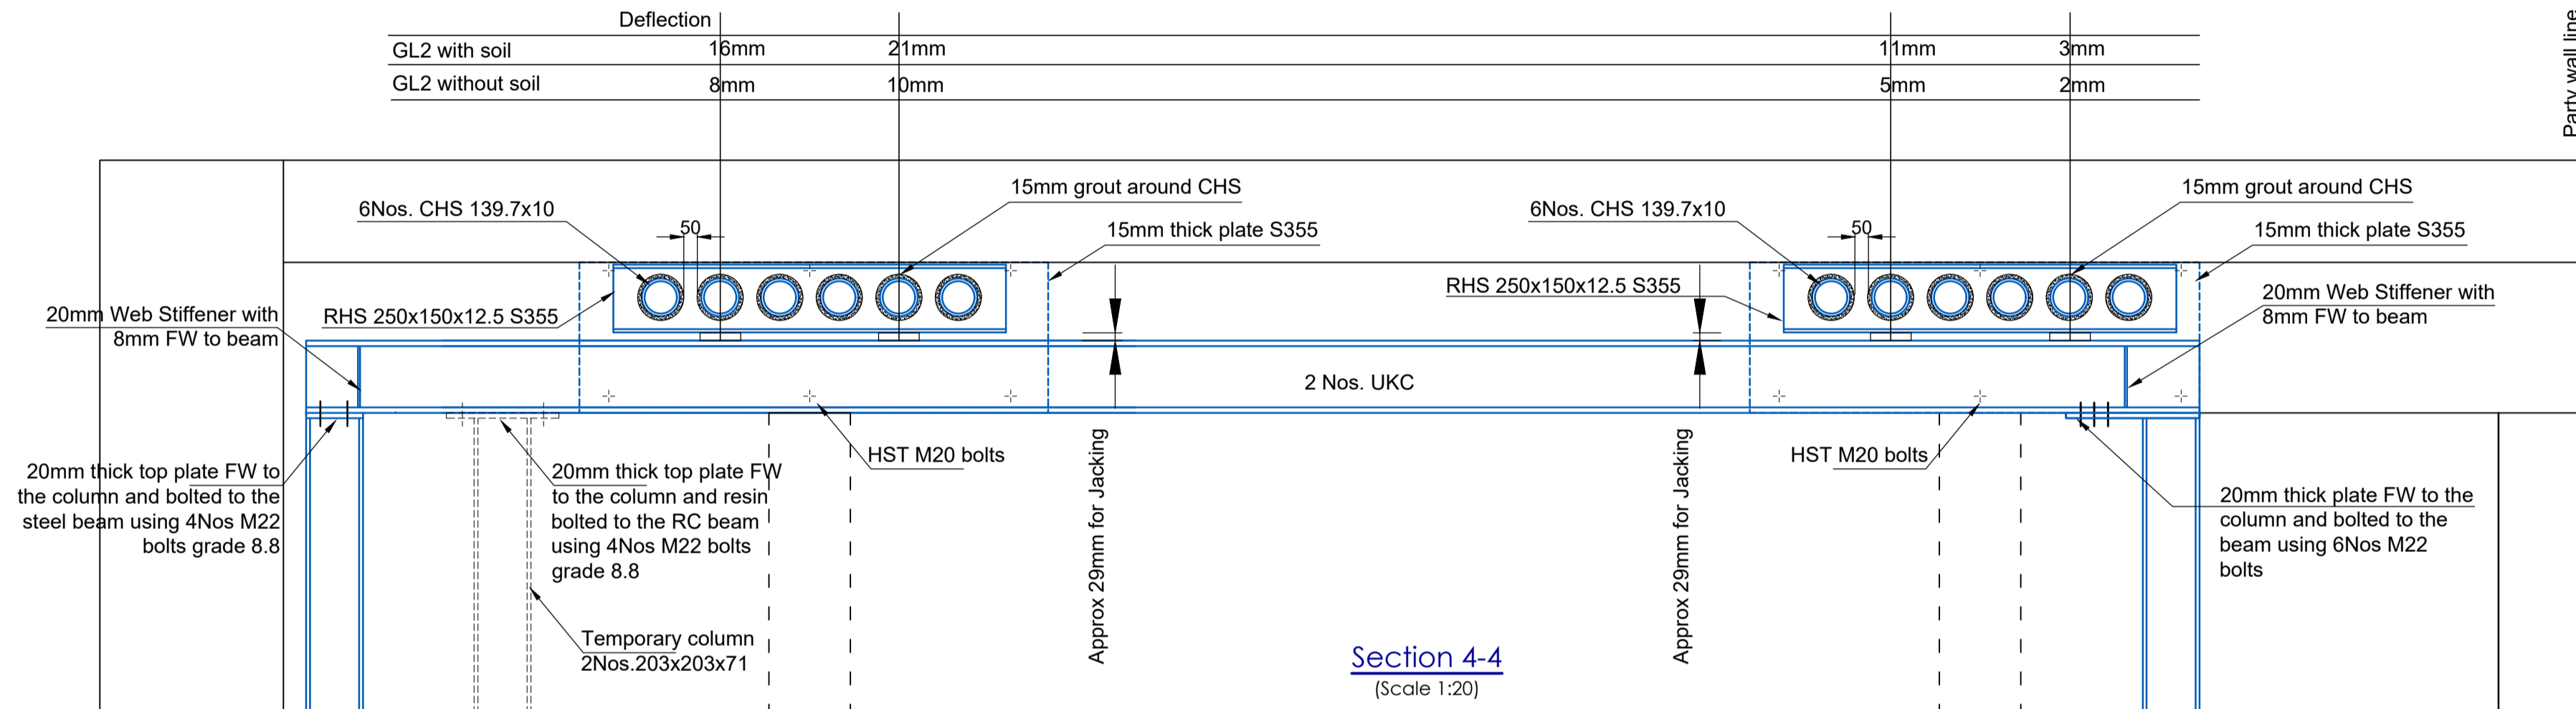 Deflection
GL2 with soil 16mm 21mm 11mm 3mm
GL2 without soil 8mm 10mm 5mm 2mm
Party wall line
6Nos. CHS 139.7x10
50
15mm grout around CHS
15mm thick plate S355
RHS 250x150x12.5 S355
20mm Web Stiffener with
8mm FW to beam
6Nos. CHS 139.7x10
50
15mm grout around CHS
15mm thick plate S355
RHS 250x150x12.5 S355
20mm Web Stiffener with
8mm FW to beam
2 Nos. UKC
20mm thick top plate FW to
the column and bolted to the
steel beam using 4Nos M22
bolts grade 8.8
20mm thick top plate FW
to the column and resin
bolted to the RC beam
using 4Nos M22 bolts
grade 8.8
HST M20 bolts
Approx 29mm for Jacking
Approx 29mm for Jacking
HST M20 bolts
20mm thick plate FW to the
column and bolted to the
beam using 6Nos M22
bolts
Temporary column
2Nos.203x203x71
Section 4-4
(Scale 1:20)